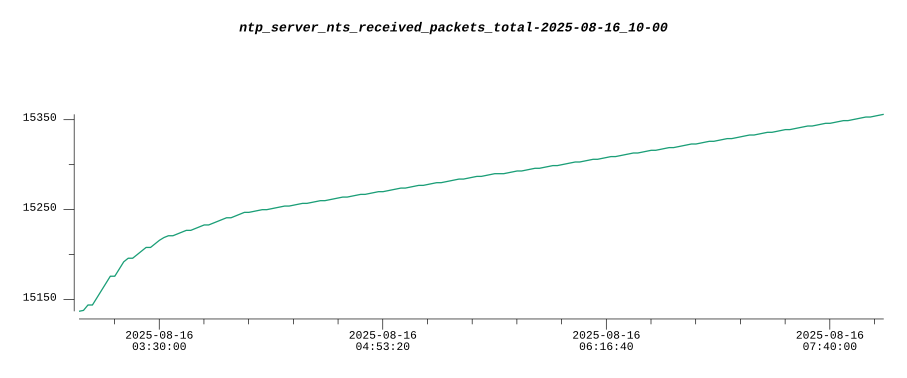 ntp_server_nts_received_packets_total-2025-08-16_10-00
15350
15250
15150
2025-08-16 2025-08-16 2025-08-16 2025-08-16
03:30:00 04:53:20 06:16:40 07:40:00